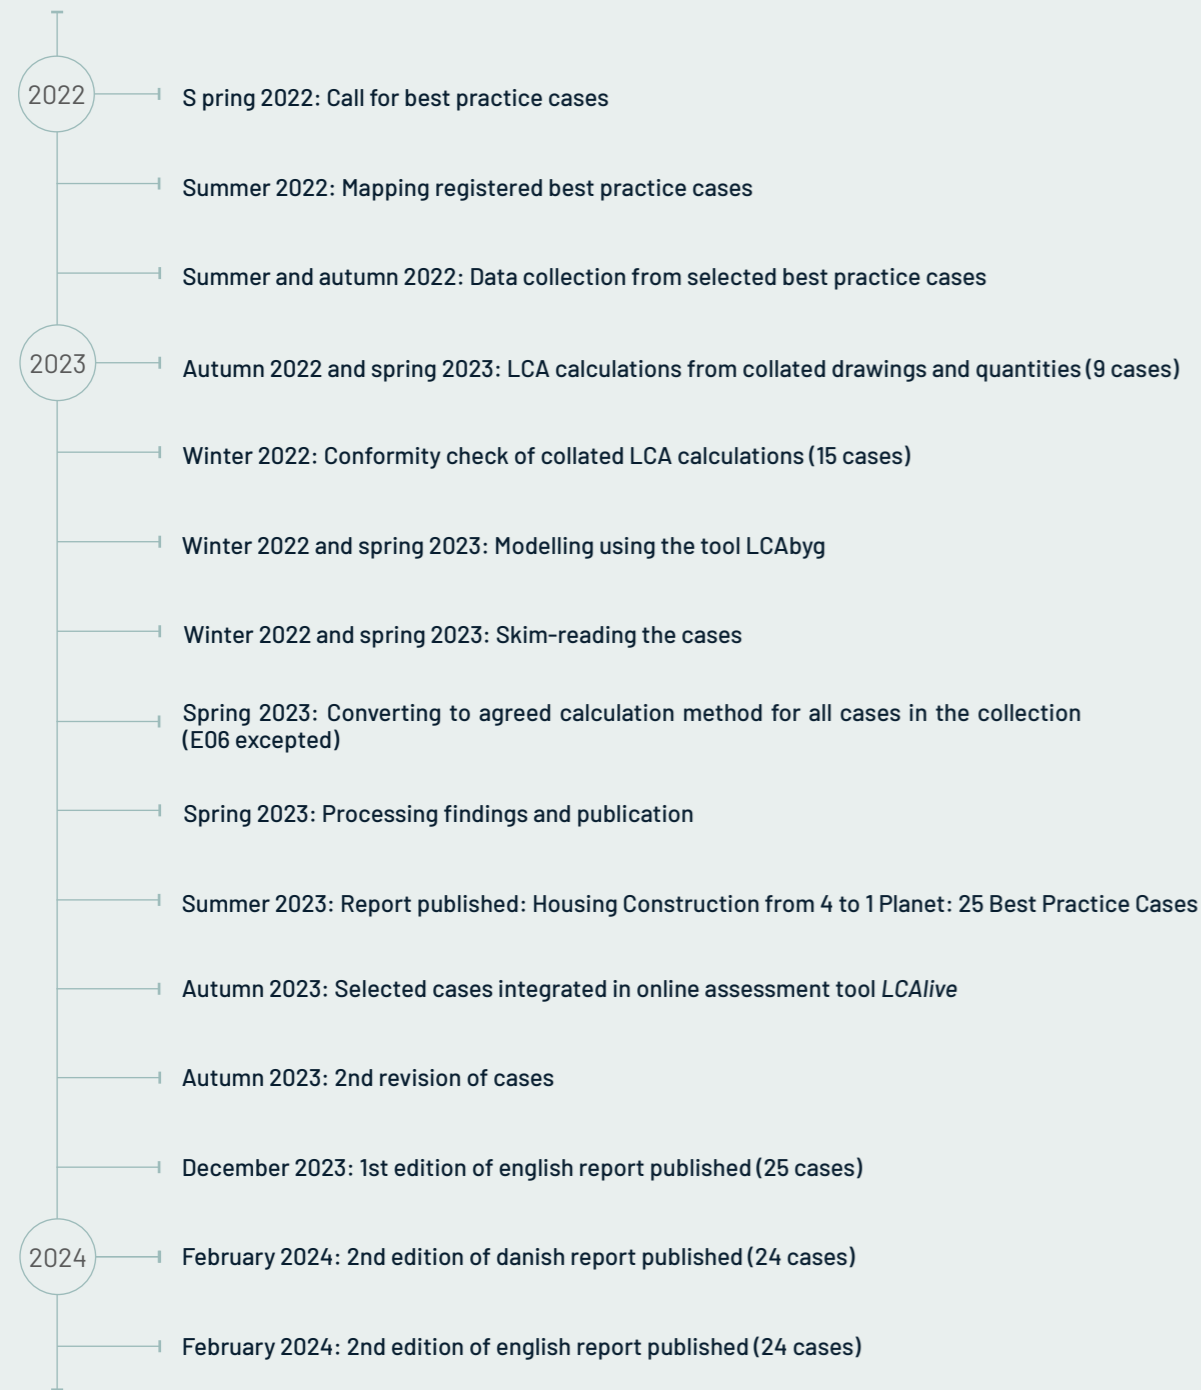 2022
S pring 2022: Call for best practice cases
Summer 2022: Mapping registered best practice cases
Summer and autumn 2022: Data collection from selected best practice cases
2023
Autumn 2022 and spring 2023: LCA calculations from collated drawings and quantities (9 cases)
Winter 2022: Conformity check of collated LCA calculations (15 cases)
Winter 2022 and spring 2023: Modelling using the tool LCAbyg
Winter 2022 and spring 2023: Skim-reading the cases
Spring 2023: Converting to agreed calculation method for all cases in the collection
(E06 excepted)
Spring 2023: Processing findings and publication
Summer 2023: Report published: Housing Construction from 4 to 1 Planet: 25 Best Practice Cases
Autumn 2023: Selected cases integrated in online assessment tool LCAlive
Autumn 2023: 2nd revision of cases
December 2023: 1st edition of english report published (25 cases)
2024
February 2024: 2nd edition of danish report published (24 cases)
February 2024: 2nd edition of english report published (24 cases)